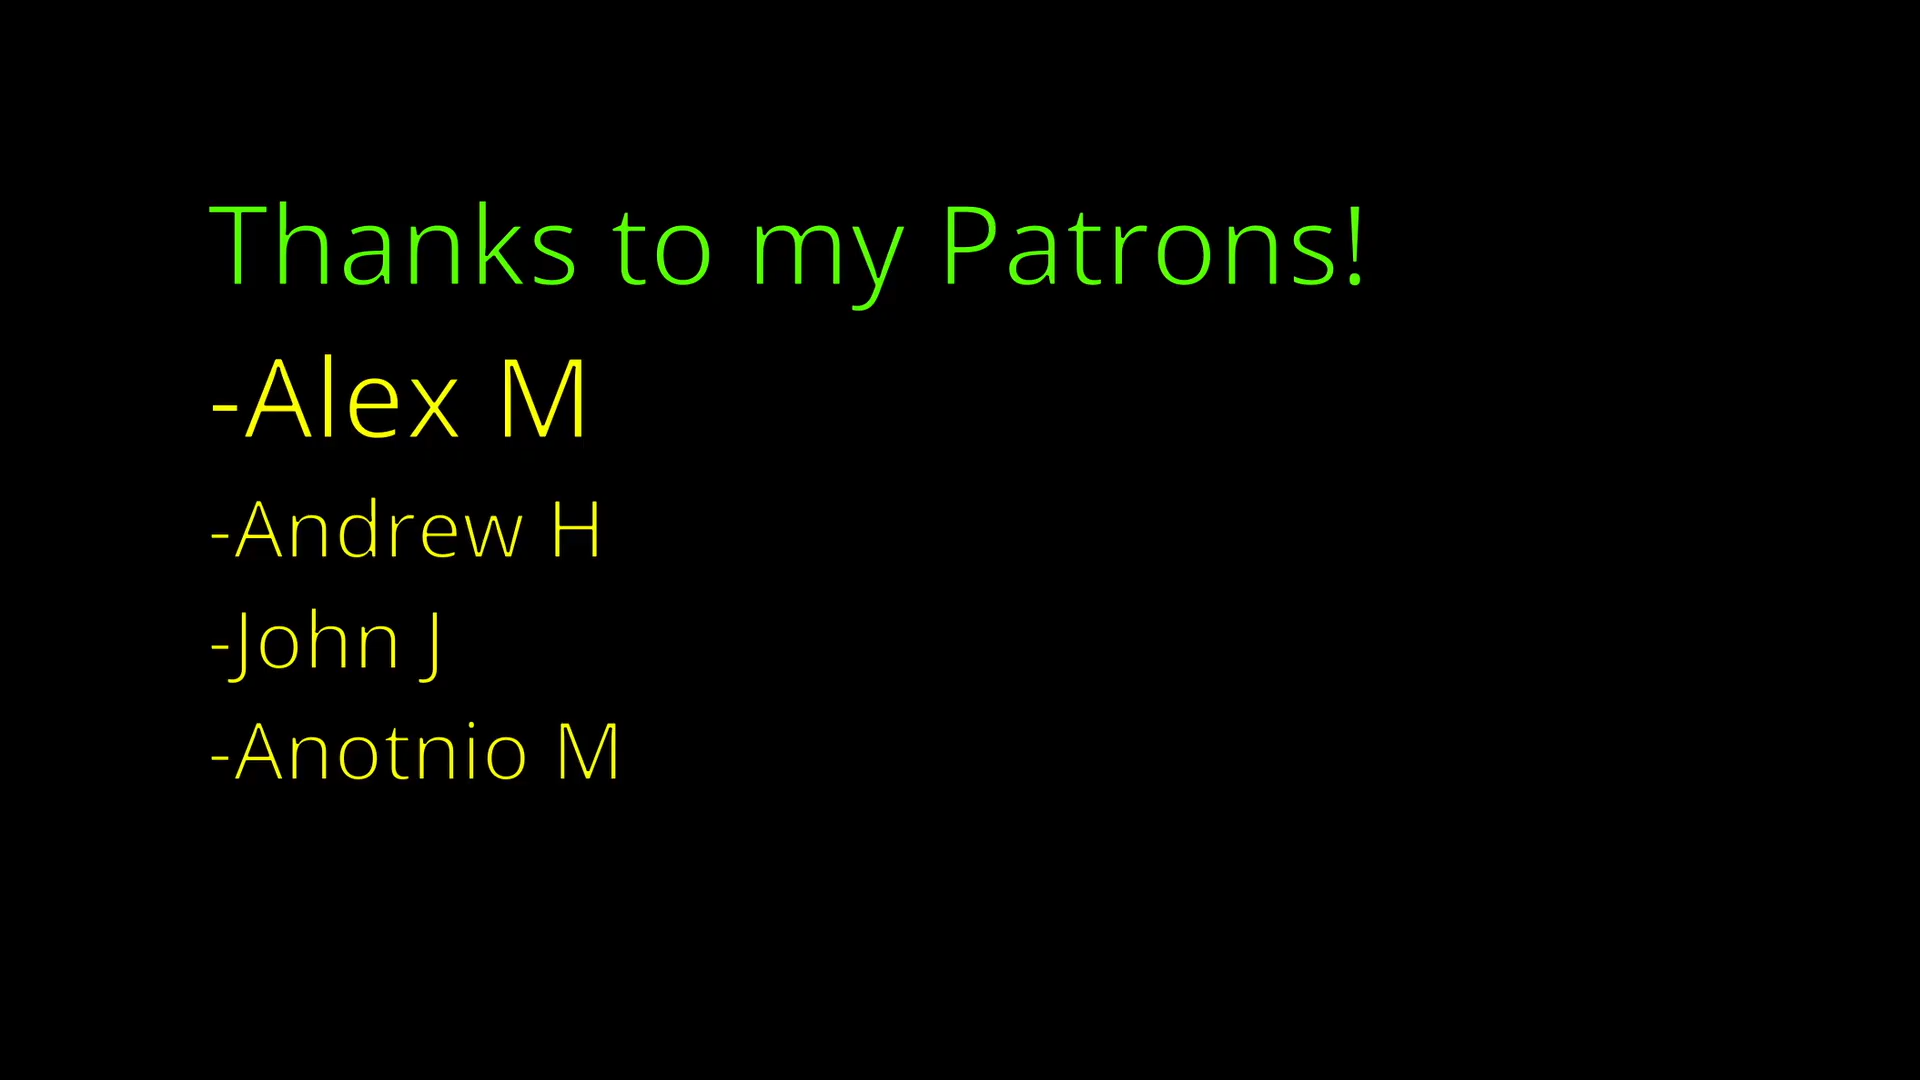 Thanks to my Patrons!
-Alex M
-Andrew H
-John J
-Anotnio M